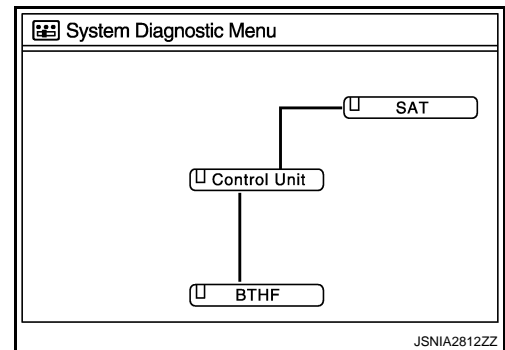 System Diagnostic Menu
SAT
Control Unit
BTHF
JSNIA2812ZZ